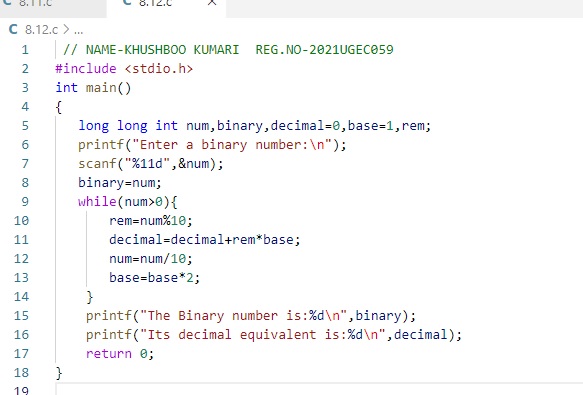 8.11.c C 8.12.c X
C 8.12.c > ...
1 // NAME-KHUSHBOO KUMARI  REG.NO-2021UGEC059
2 #include <stdio.h>
3 int main()
4 {
5    long long int num,binary,decimal=0,base=1,rem;
6    printf("Enter a binary number:\n");
7    scanf("%11d",&num);
8    binary=num;
9    while(num>0){
10        rem=num%10;
11        decimal=decimal+rem*base;
12        num=num/10;
13        base=base*2;
14     }
15     printf("The Binary number is:%d\n",binary);
16     printf("Its decimal equivalent is:%d\n",decimal);
17     return 0;
18 }
19